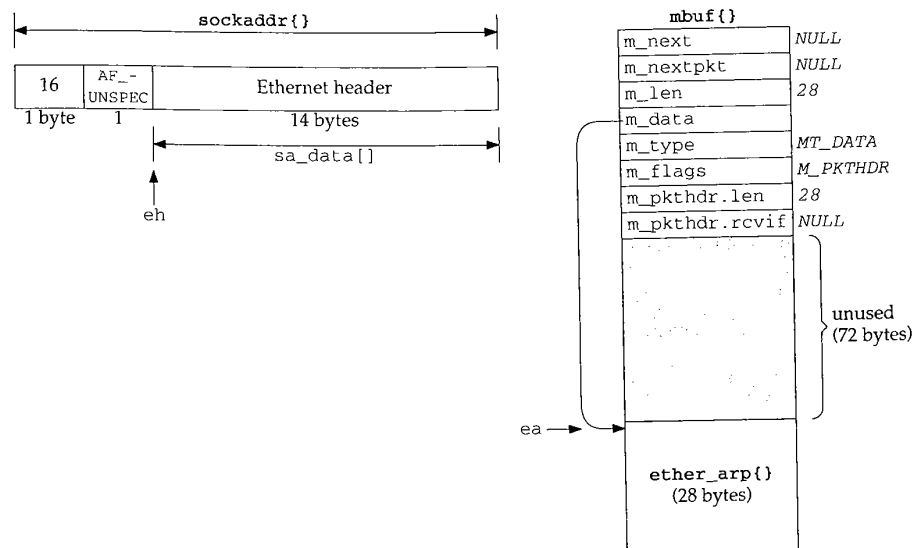 sockaddr{}
16
AF_-
UNSPEC
Ethernet header
1 byte
1
14 bytes
sa_data[]
eh
mbuf{}
m_next
NULL
m_nextpkt
NULL
m_len
28
m_data
m_type
MT_DATA
m_flags
M_PKTHDR
m_pkthdr.len
28
m_pkthdr.rcvif
NULL
unused
(72 bytes)
ea
ether_arp{}
(28 bytes)